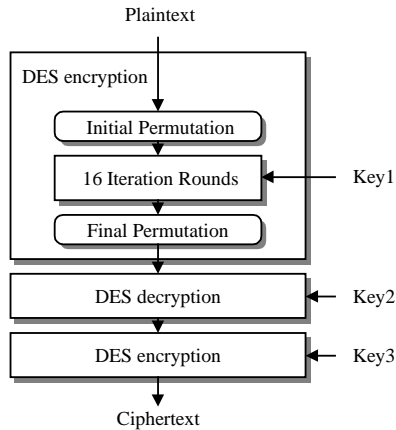 Plaintext
DES encryption
Initial Permutation
16 Iteration Rounds
Key1
Final Permutation
DES decryption
Key2
DES encryption
Key3
Ciphertext